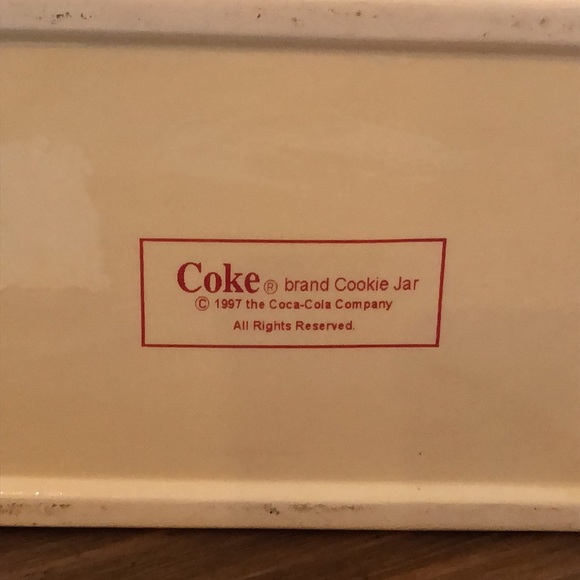 Coke ® brand Cookie Jar
© 1997 the Coca-Cola Company
All Rights Reserved.